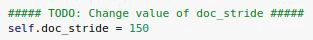 ##### TODO: Change value of doc_stride #####
self.doc_stride = 150